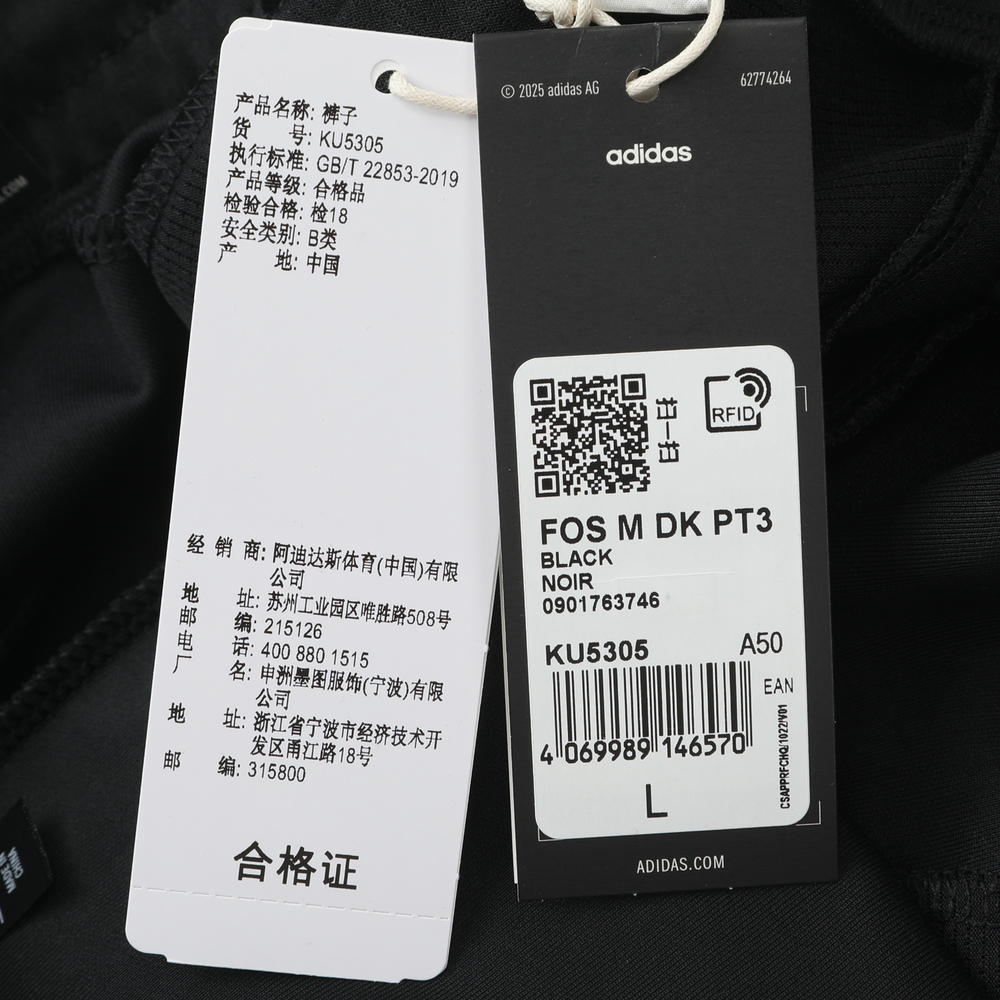 产品名称: 裤子
货 号: KU5305
执行标准: GB/T 22853-2019
产品等级: 合格品
检验合格: 检18
安全类别: B类
产 地: 中国
经 销 商: 阿迪达斯体育(中国)有限
公司
地 址: 苏州工业园区唯胜路508号
邮 编: 215126
电 话: 400 880 1515
厂 名: 申洲墨图服饰(宁波)有限
公司
地 址: 浙江省宁波市经济技术开
发区甬江路18号
邮 编: 315800
合格证
© 2025 adidas AG
62774264
adidas
扫一扫
RFID
FOS M DK PT3
BLACK
NOIR
0901763746
KU5305
A50
EAN
4 069989 146570
CSAPPRFCHQ/1022/V01
L
ADIDAS.COM
MADE IN
CHINA